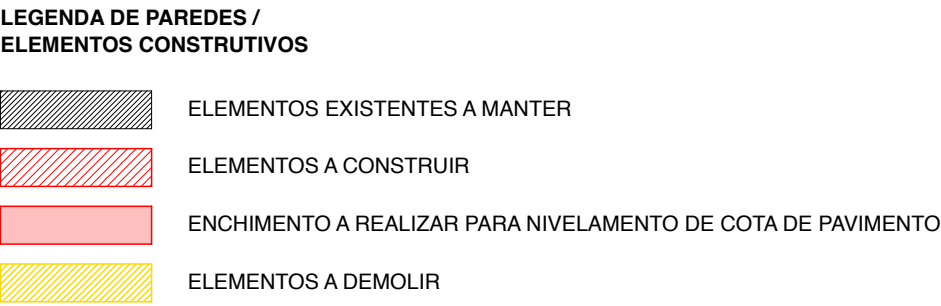 LEGENDA DE PAREDES /
ELEMENTOS CONSTRUTIVOS
ELEMENTOS EXISTENTES A MANTER
ELEMENTOS A CONSTRUIR
ENCHIMENTO A REALIZAR PARA NIVELAMENTO DE COTA DE PAVIMENTO
ELEMENTOS A DEMOLIR